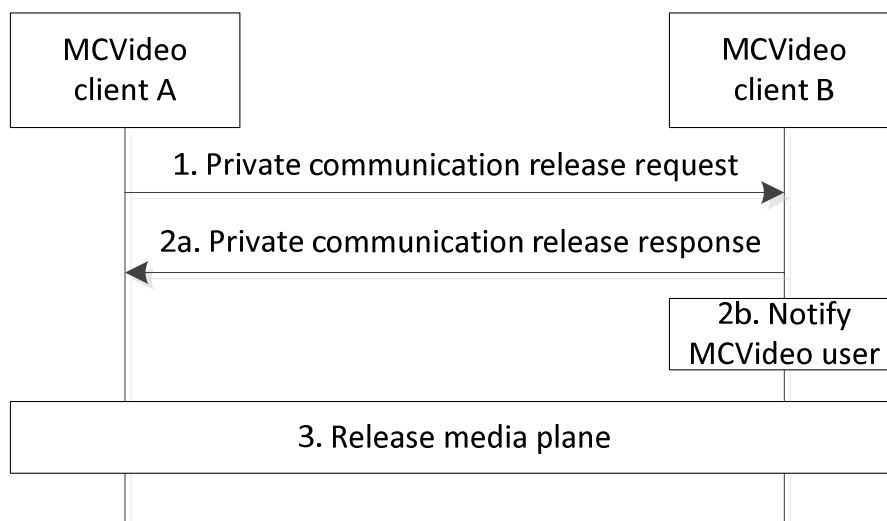 MCVideo
client A
MCVideo
client B
1. Private communication release request
2a. Private communication release response
2b. Notify
MCVideo user
3. Release media plane